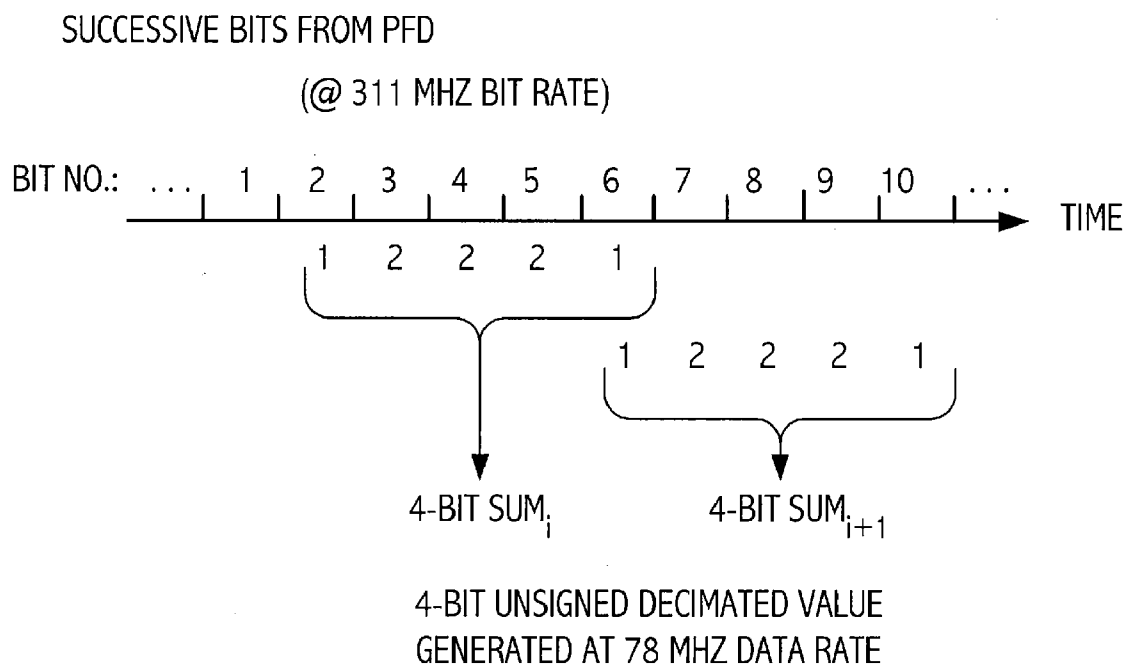 SUCCESSIVE BITS FROM PFD
(@ 311 MHZ BIT RATE)
BIT NO.: ... 1 2 3 4 5 6 7 8 9 10 ...
TIME
1 2 2 2 1
1 2 2 2 1
4-BIT SUMi 4-BIT SUMi+1
4-BIT UNSIGNED DECIMATED VALUE
GENERATED AT 78 MHZ DATA RATE